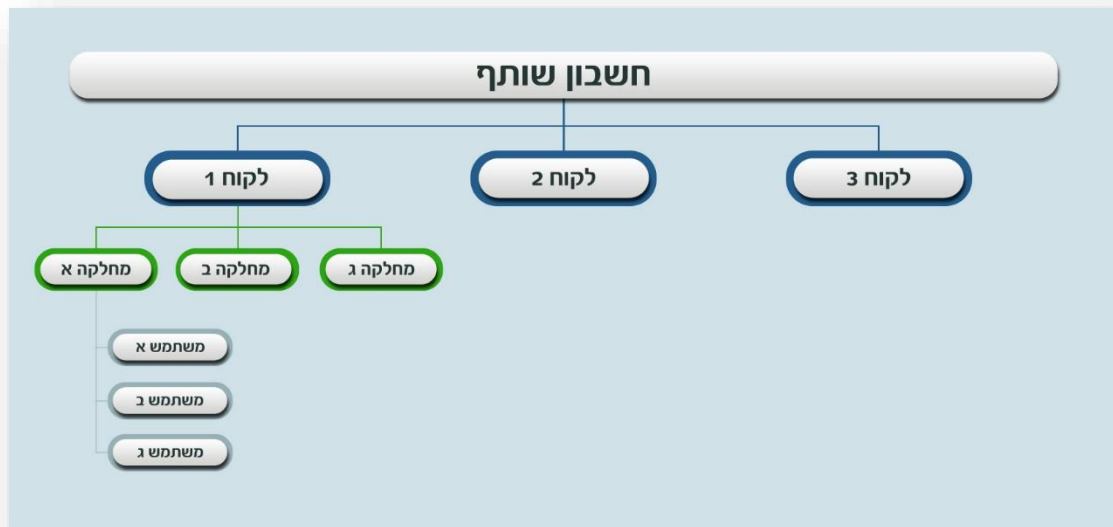 חשבון שותף
לקוח 1
לקוח 2
לקוח 3
מחלקה א
מחלקה ב
מחלקה ג
משתמש א
משתמש ב
משתמש ג